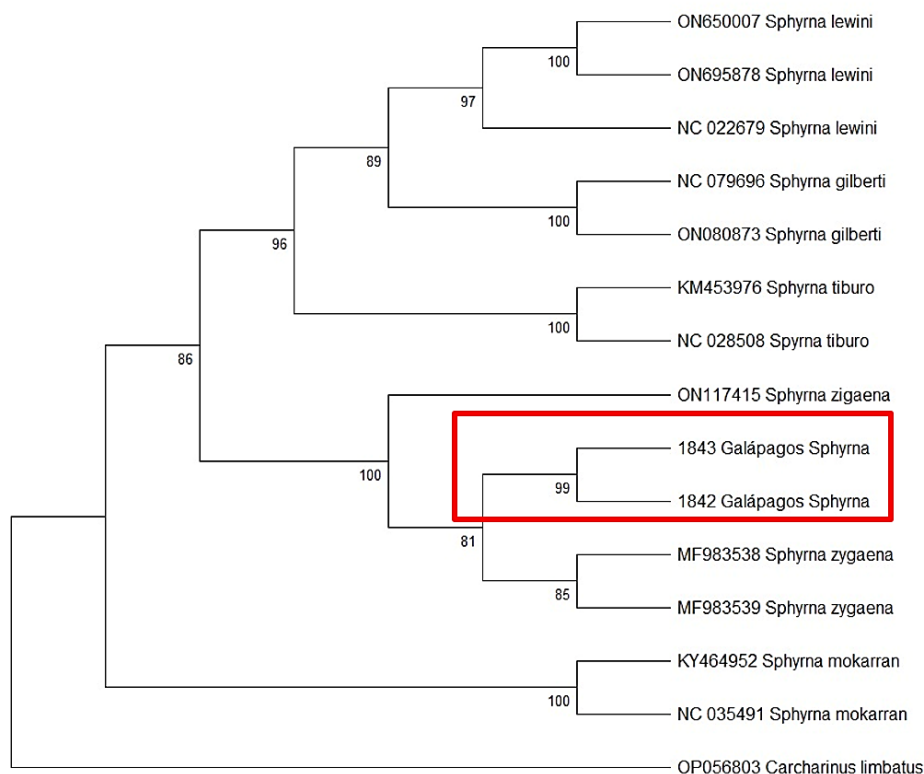 ON650007 Sphyrna lewini
100
ON695878 Sphyrna lewini
97
NC 022679 Sphyrna lewini
89
NC 079696 Sphyrna gilberti
100
ON080873 Sphyrna gilberti
96
KM453976 Sphyrna tiburo
100
NC 028508 Spyrna tiburo
86
ON117415 Sphyrna zigaena
1843 Galápagos Sphyrna
100
99
1842 Galápagos Sphyrna
81
MF983538 Sphyrna zygaena
85
MF983539 Sphyrna zygaena
KY464952 Sphyrna mokarran
100
NC 035491 Sphyrna mokarran
OP056803 Carcharinus limbatus